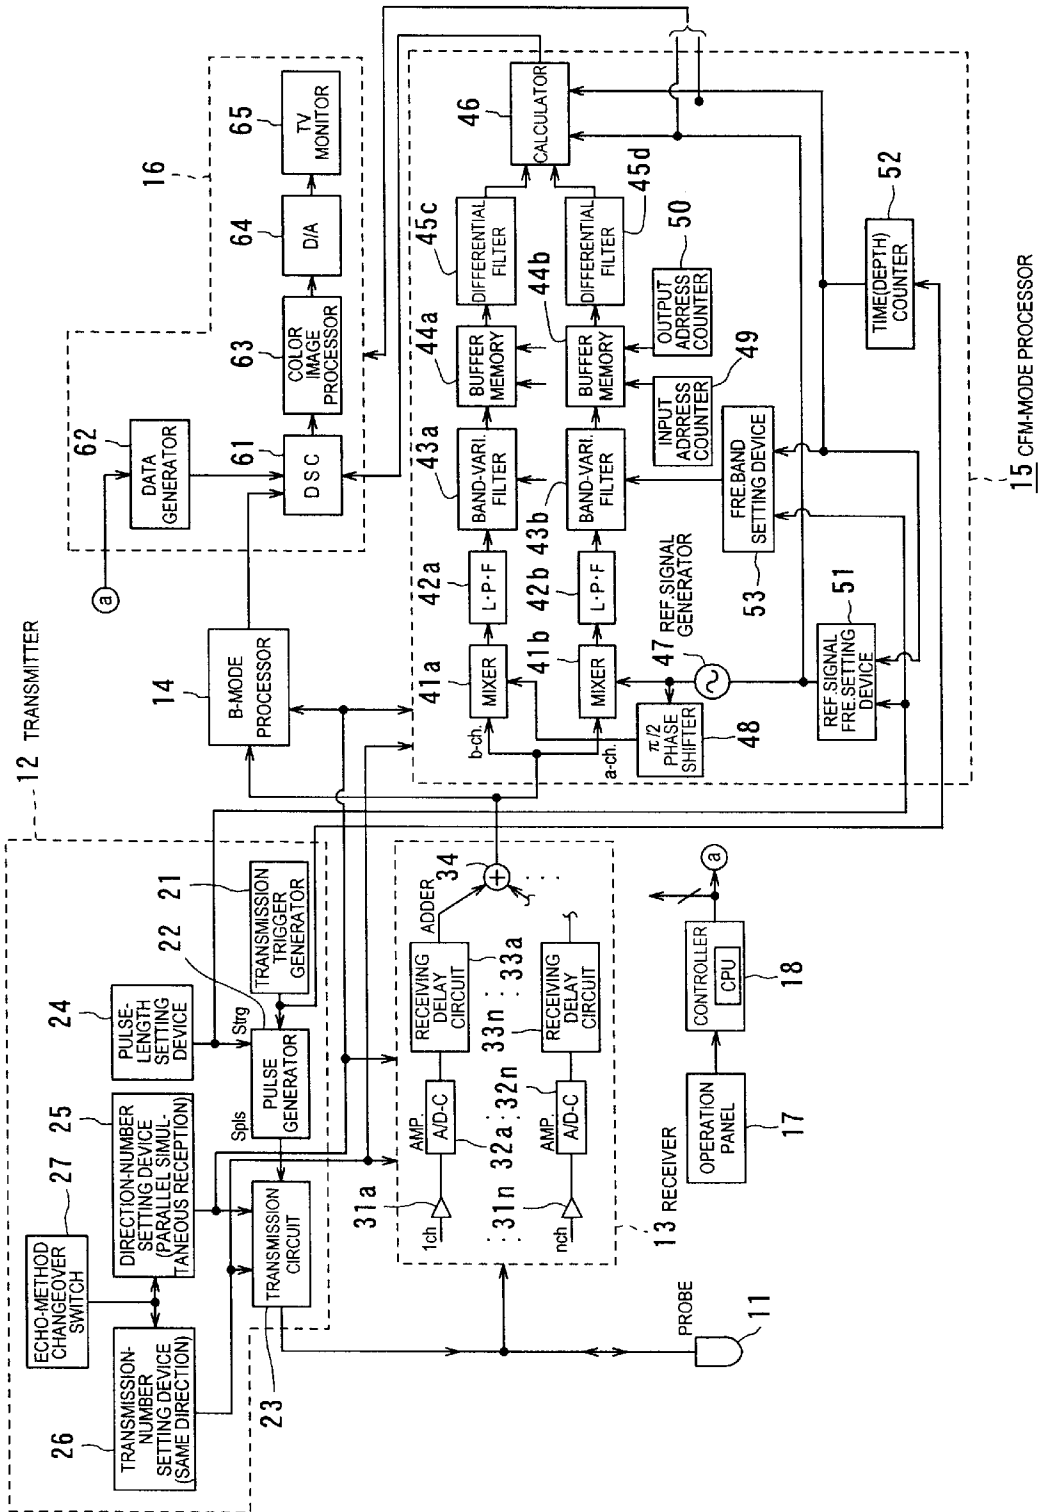 12 TRANSMITTER
27
ECHO-METHOD
CHANGEOVER
SWITCH
26
TRANSMISSION-
NUMBER
SETTING DEVICE
(SAME DIRECTION)
25
DIRECTION-NUMBER
SETTING DEVICE
(PARALLEL SIMUL-
TANEOUS RECEPTION)
24
PULSE-
LENGTH
SETTING
DEVICE
23
TRANSMISSION
CIRCUIT
Spls
22
PULSE
GENERATOR
Strg
21
TRANSMISSION
TRIGGER
GENERATOR
14
B-MODE
PROCESSOR
a
16
62
DATA
GENERATOR
61
DSC
63
COLOR
IMAGE
PROCESSOR
64
D/A
65
TV
MONITOR
PROBE
11
13 RECEIVER
1ch
31a
AMP.
A/D-C
32a
RECEIVING
DELAY
CIRCUIT
33a
ADDER
34
nch
31n
AMP.
A/D-C
32n
RECEIVING
DELAY
CIRCUIT
33n
17
OPERATION
PANEL
18
CONTROLLER
CPU
a
15 CFM-MODE PROCESSOR
b-ch.
41a
MIXER
42a
L·P·F
43a
BAND-VARI.
FILTER
44a
BUFFER
MEMORY
45c
DIFFERENTIAL
FILTER
46
CALCULATOR
a-ch.
41b
MIXER
42b
L·P·F
43b
BAND-VARI.
FILTER
44b
BUFFER
MEMORY
45d
DIFFERENTIAL
FILTER
48
π/2
PHASE
SHIFTER
47
REF.SIGNAL
GENERATOR
49
INPUT
ADRRESS
COUNTER
50
OUTPUT
ADRRESS
COUNTER
51
REF.SIGNAL
FRE.SETTING
DEVICE
53
FRE.BAND
SETTING DEVICE
52
TIME(DEPTH)
COUNTER